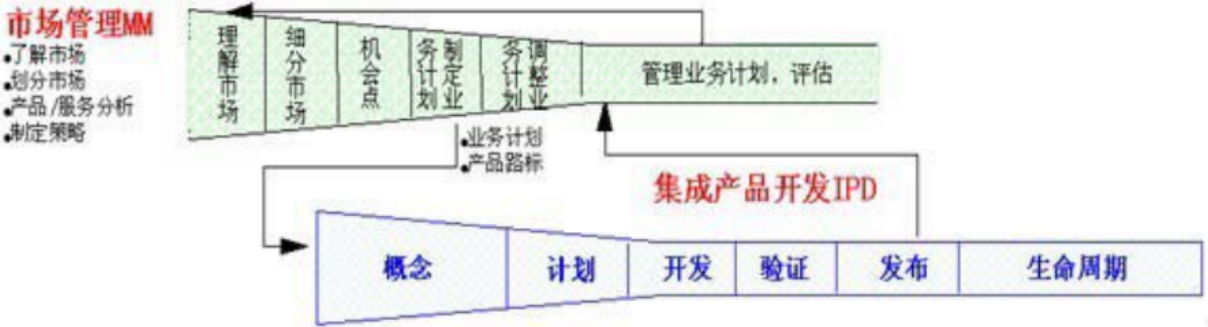 市场管理MM
•了解市场
•划分市场
•产品/服务分析
•制定策略
理解市场
细分市场
机会点
制定业务计划
调整业务计划
管理业务计划，评估
•业务计划
•产品路标
集成产品开发IPD
概念
计划
开发
验证
发布
生命周期